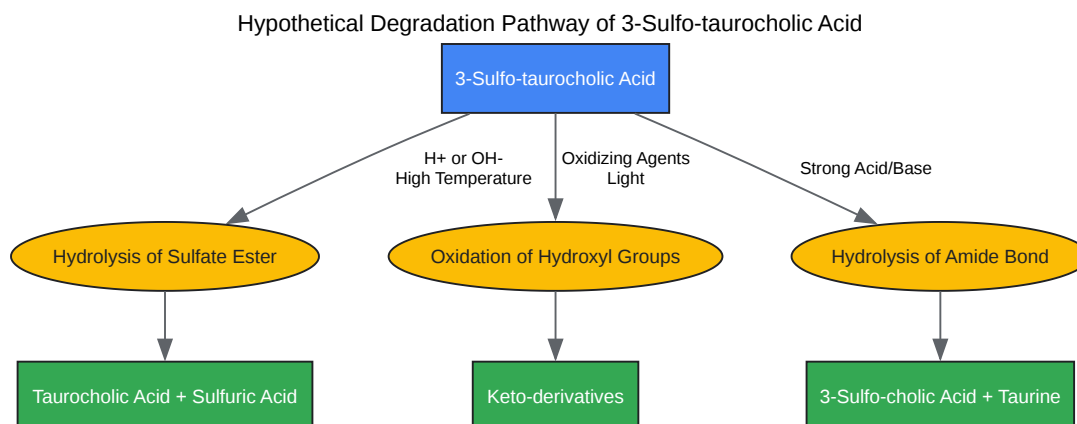 Hypothetical Degradation Pathway of 3-Sulfo-taurocholic Acid
3-Sulfo-taurocholic Acid
H+ or OH-
High Temperature
Oxidizing Agents
Light
Strong Acid/Base
Hydrolysis of Sulfate Ester
Oxidation of Hydroxyl Groups
Hydrolysis of Amide Bond
Taurocholic Acid + Sulfuric Acid
Keto-derivatives
3-Sulfo-cholic Acid + Taurine